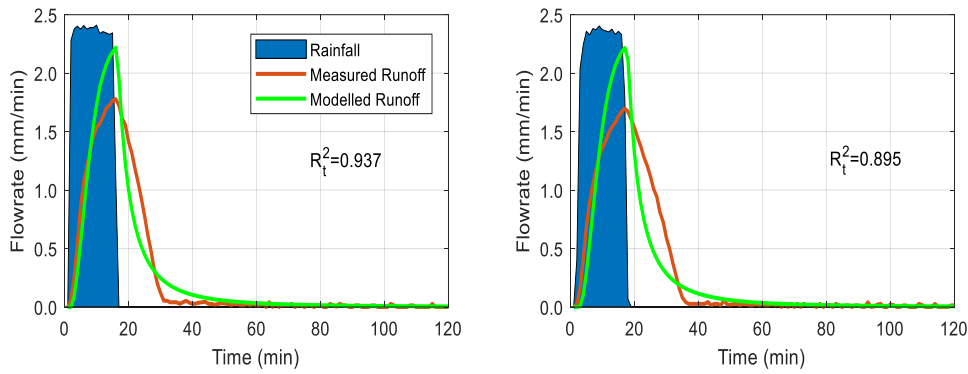 2.5
2.0
1.5
1.0
0.5
0.0
0 20 40 60 80 100 120
Flowrate (mm/min)
Time (min)
Rainfall
Measured Runoff
Modelled Runoff
R²ₜ=0.937
2.5
2.0
1.5
1.0
0.5
0.0
0 20 40 60 80 100 120
Flowrate (mm/min)
Time (min)
R²ₜ=0.895